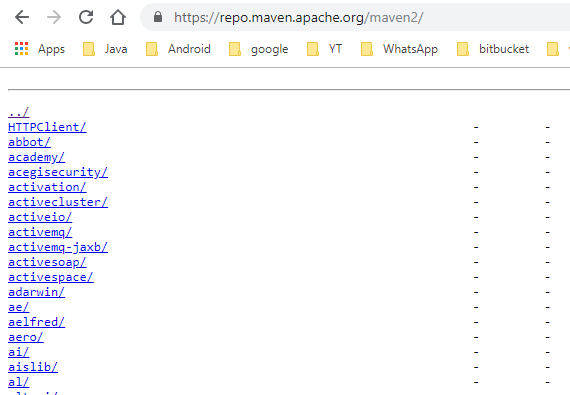 https://repo.maven.apache.org/maven2/
Apps Java Android google YT WhatsApp bitbucket
../
HTTPClient/ - -
abbot/ - -
academy/ - -
acegisecurity/ - -
activation/ - -
activecluster/ - -
activeio/ - -
activemq/ - -
activemq-jaxb/ - -
activesoap/ - -
activespace/ - -
adarwin/ - -
ae/ - -
aelfred/ - -
aero/ - -
ai/ - -
aislib/ - -
al/ - -